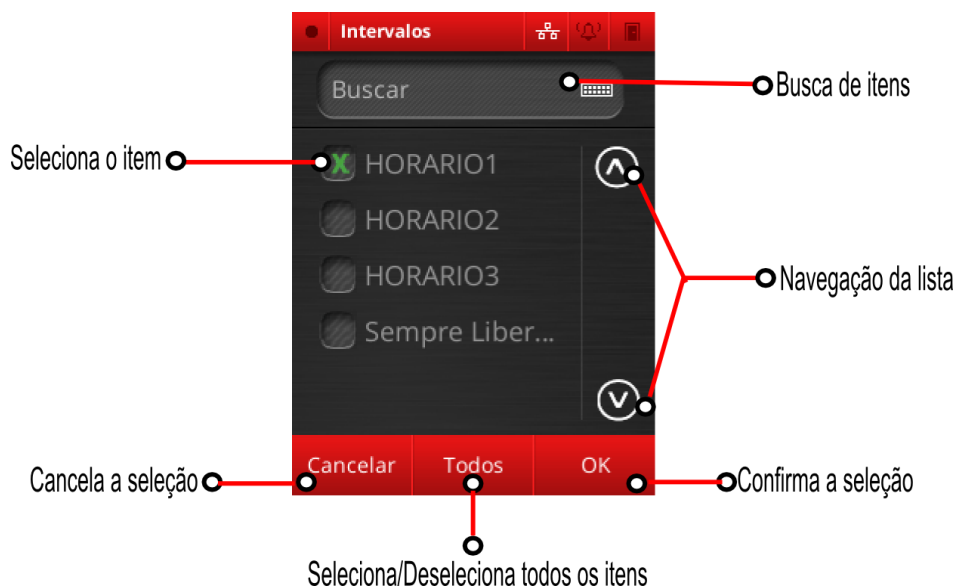 Intervalos
Buscar
Busca de itens
Seleciona o item
X HORARIO1
HORARIO2
HORARIO3
Navegação da lista
Sempre Liber...
Cancelar
Todos
OK
Cancela a seleção
Confirma a seleção
Seleciona/Deseleciona todos os itens